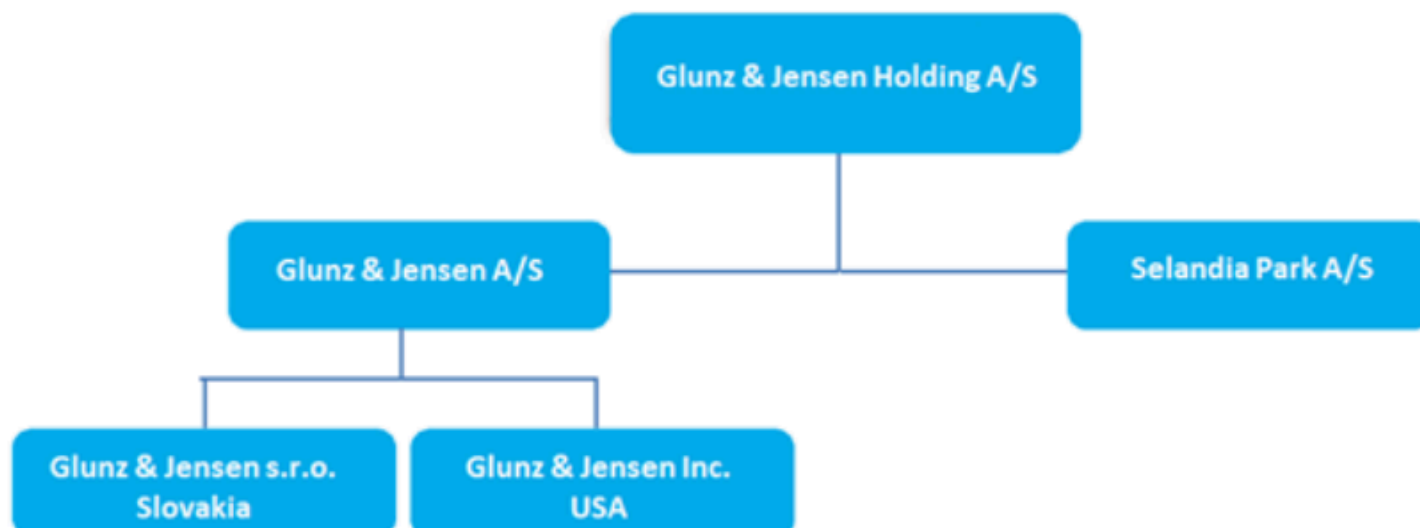 Glunz & Jensen Holding A/S
Glunz & Jensen A/S
Selandia Park A/S
Glunz & Jensen s.r.o.
Slovakia
Glunz & Jensen Inc.
USA